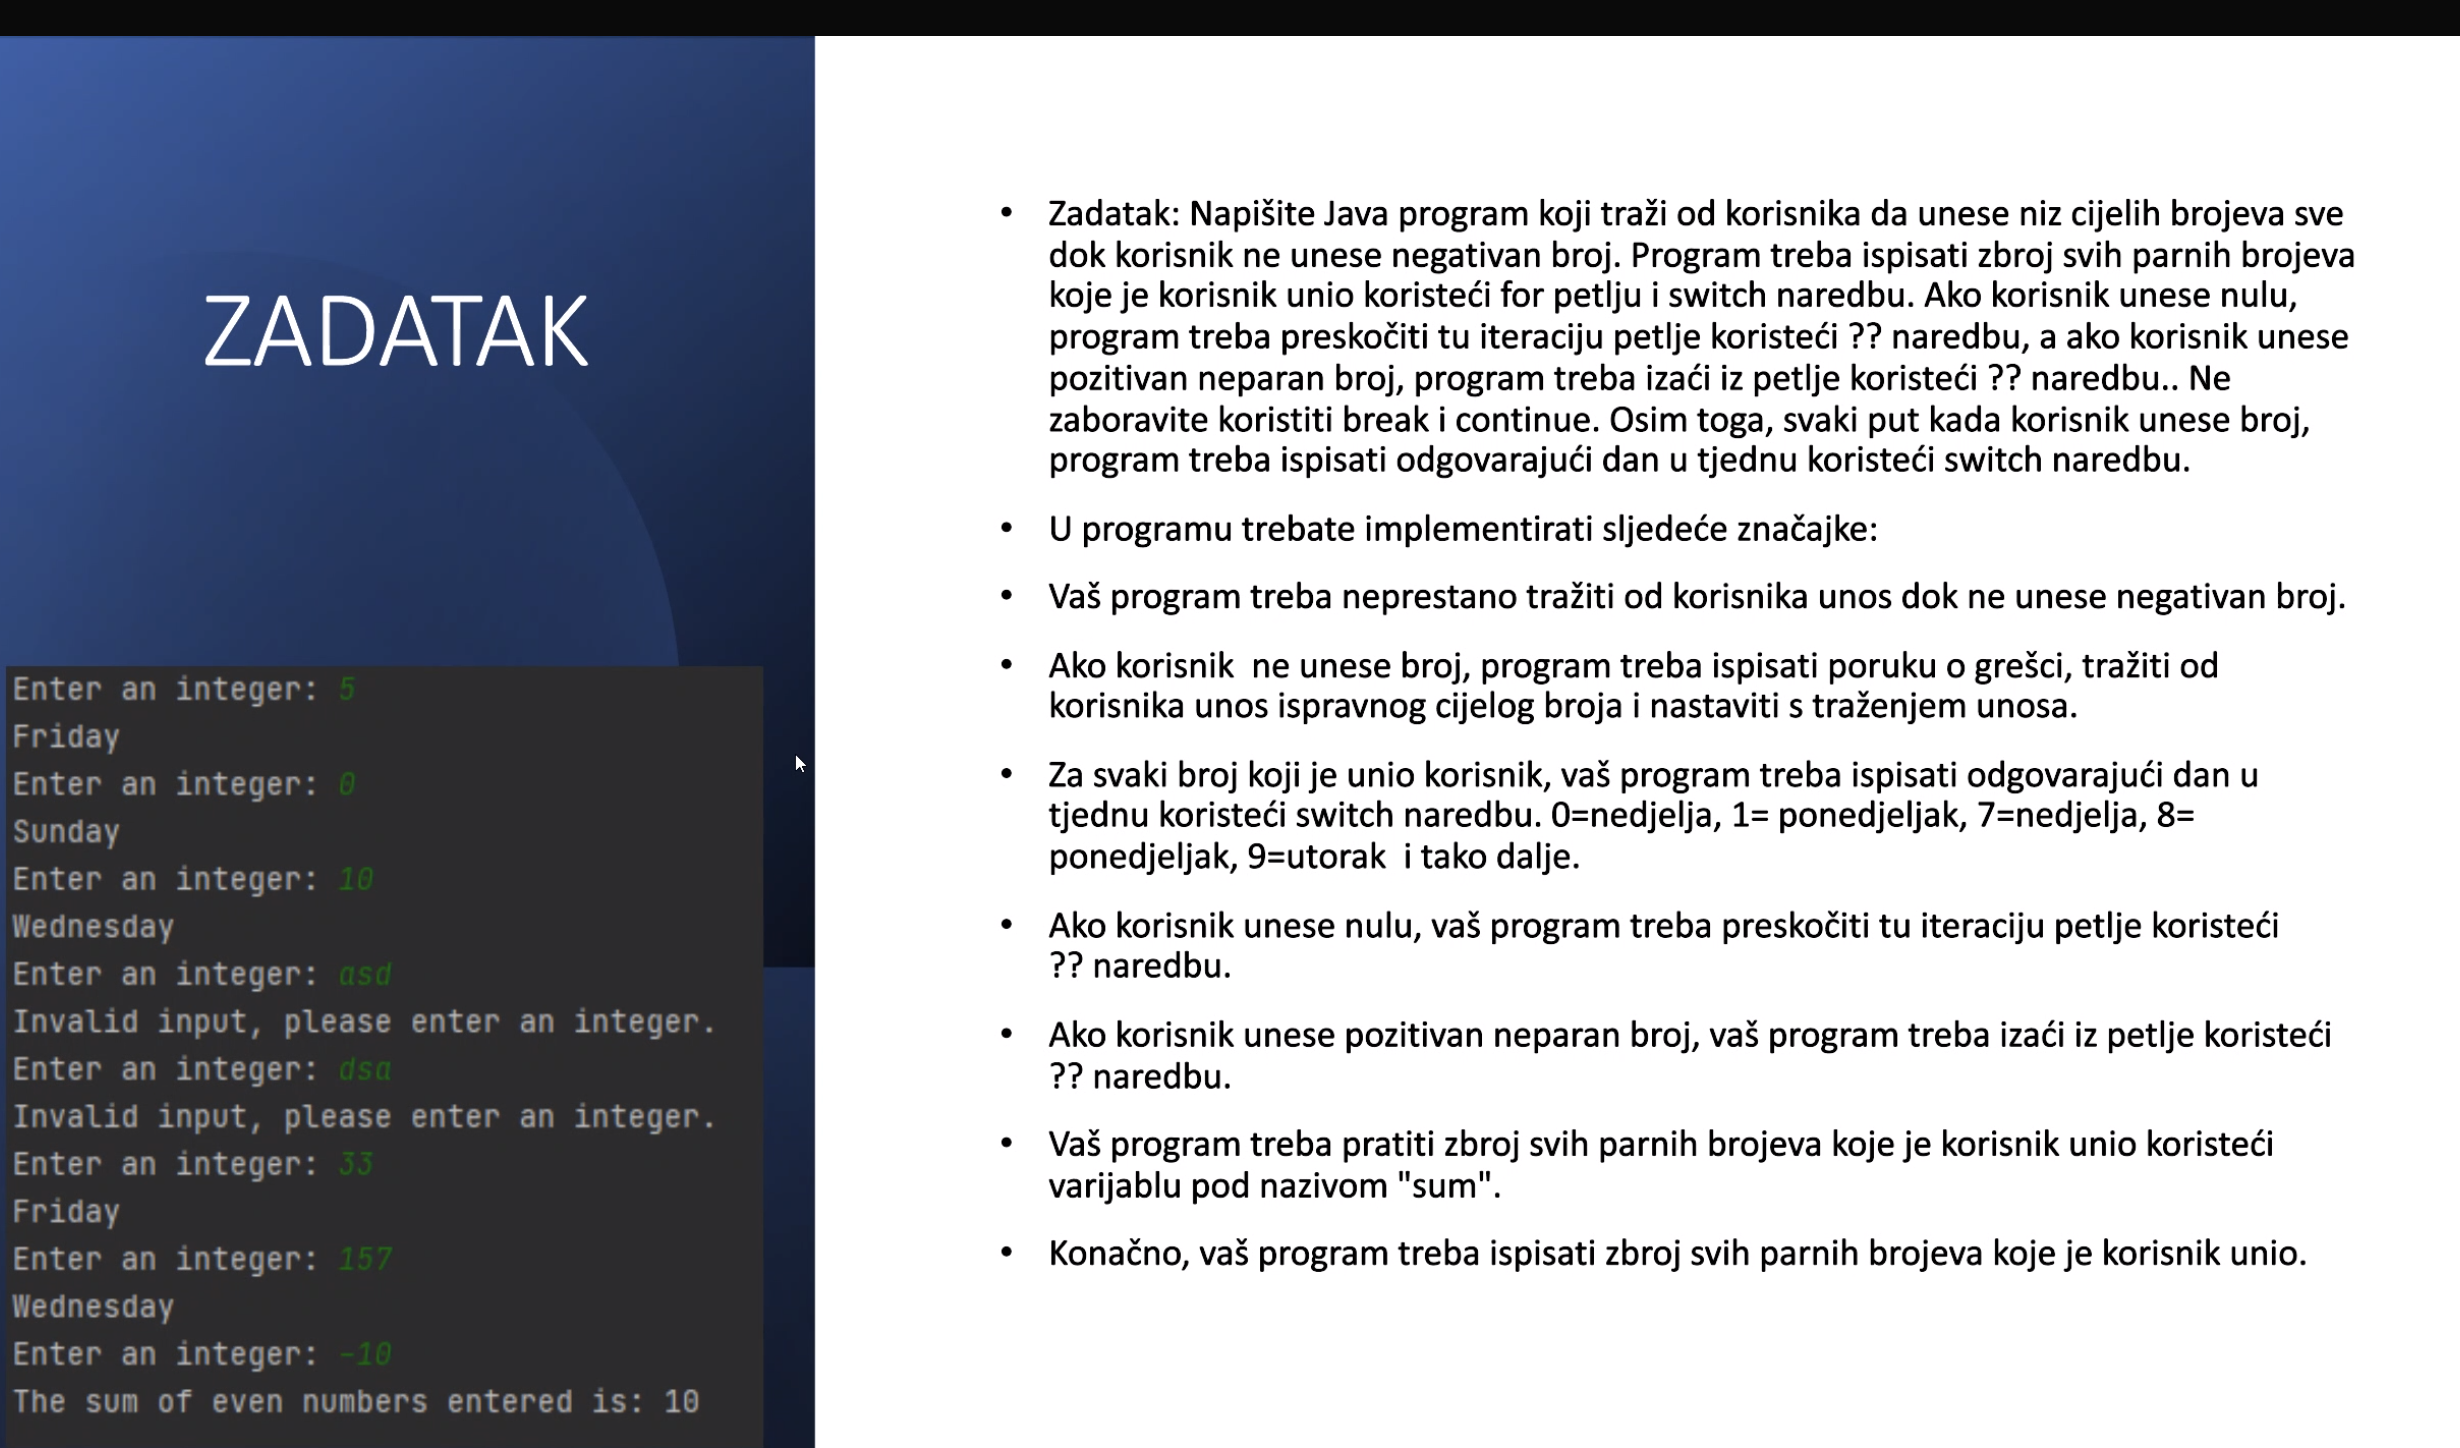 ZADATAK
Enter an integer: 5
Friday
Enter an integer: 0
Sunday
Enter an integer: 10
Wednesday
Enter an integer: asd
Invalid input, please enter an integer.
Enter an integer: dsa
Invalid input, please enter an integer.
Enter an integer: 33
Friday
Enter an integer: 157
Wednesday
Enter an integer: -10
The sum of even numbers entered is: 10
• Zadatak: Napišite Java program koji traži od korisnika da unese niz cijelih brojeva sve
dok korisnik ne unese negativan broj. Program treba ispisati zbroj svih parnih brojeva
koje je korisnik unio koristeći for petlju i switch naredbu. Ako korisnik unese nulu,
program treba preskočiti tu iteraciju petlje koristeći ?? naredbu, a ako korisnik unese
pozitivan neparan broj, program treba izaći iz petlje koristeći ?? naredbu.. Ne
zaboravite koristiti break i continue. Osim toga, svaki put kada korisnik unese broj,
program treba ispisati odgovarajući dan u tjednu koristeći switch naredbu.
• U programu trebate implementirati sljedeće značajke:
• Vaš program treba neprestano tražiti od korisnika unos dok ne unese negativan broj.
• Ako korisnik ne unese broj, program treba ispisati poruku o grešci, tražiti od
korisnika unos ispravnog cijelog broja i nastaviti s traženjem unosa.
• Za svaki broj koji je unio korisnik, vaš program treba ispisati odgovarajući dan u
tjednu koristeći switch naredbu. 0=nedjelja, 1= ponedjeljak, 7=nedjelja, 8=
ponedjeljak, 9=utorak i tako dalje.
• Ako korisnik unese nulu, vaš program treba preskočiti tu iteraciju petlje koristeći
?? naredbu.
• Ako korisnik unese pozitivan neparan broj, vaš program treba izaći iz petlje koristeći
?? naredbu.
• Vaš program treba pratiti zbroj svih parnih brojeva koje je korisnik unio koristeći
varijablu pod nazivom "sum".
• Konačno, vaš program treba ispisati zbroj svih parnih brojeva koje je korisnik unio.